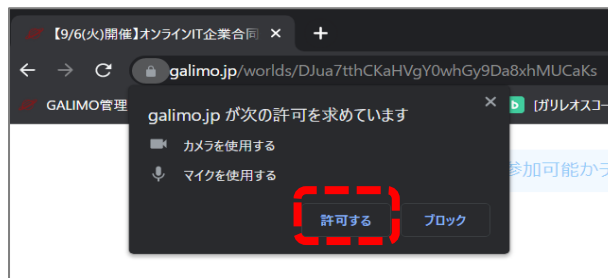 【9/6(火)開催】オンラインIT企業合同
galimo.jp/worlds/DJua7tthCKaHVgY0whGy9Da8xhMUCaKs
GALIMO管理
[ガリレオスコー
galimo.jp が次の許可を求めています
カメラを使用する
マイクを使用する
参加可能かラ
許可する
ブロック